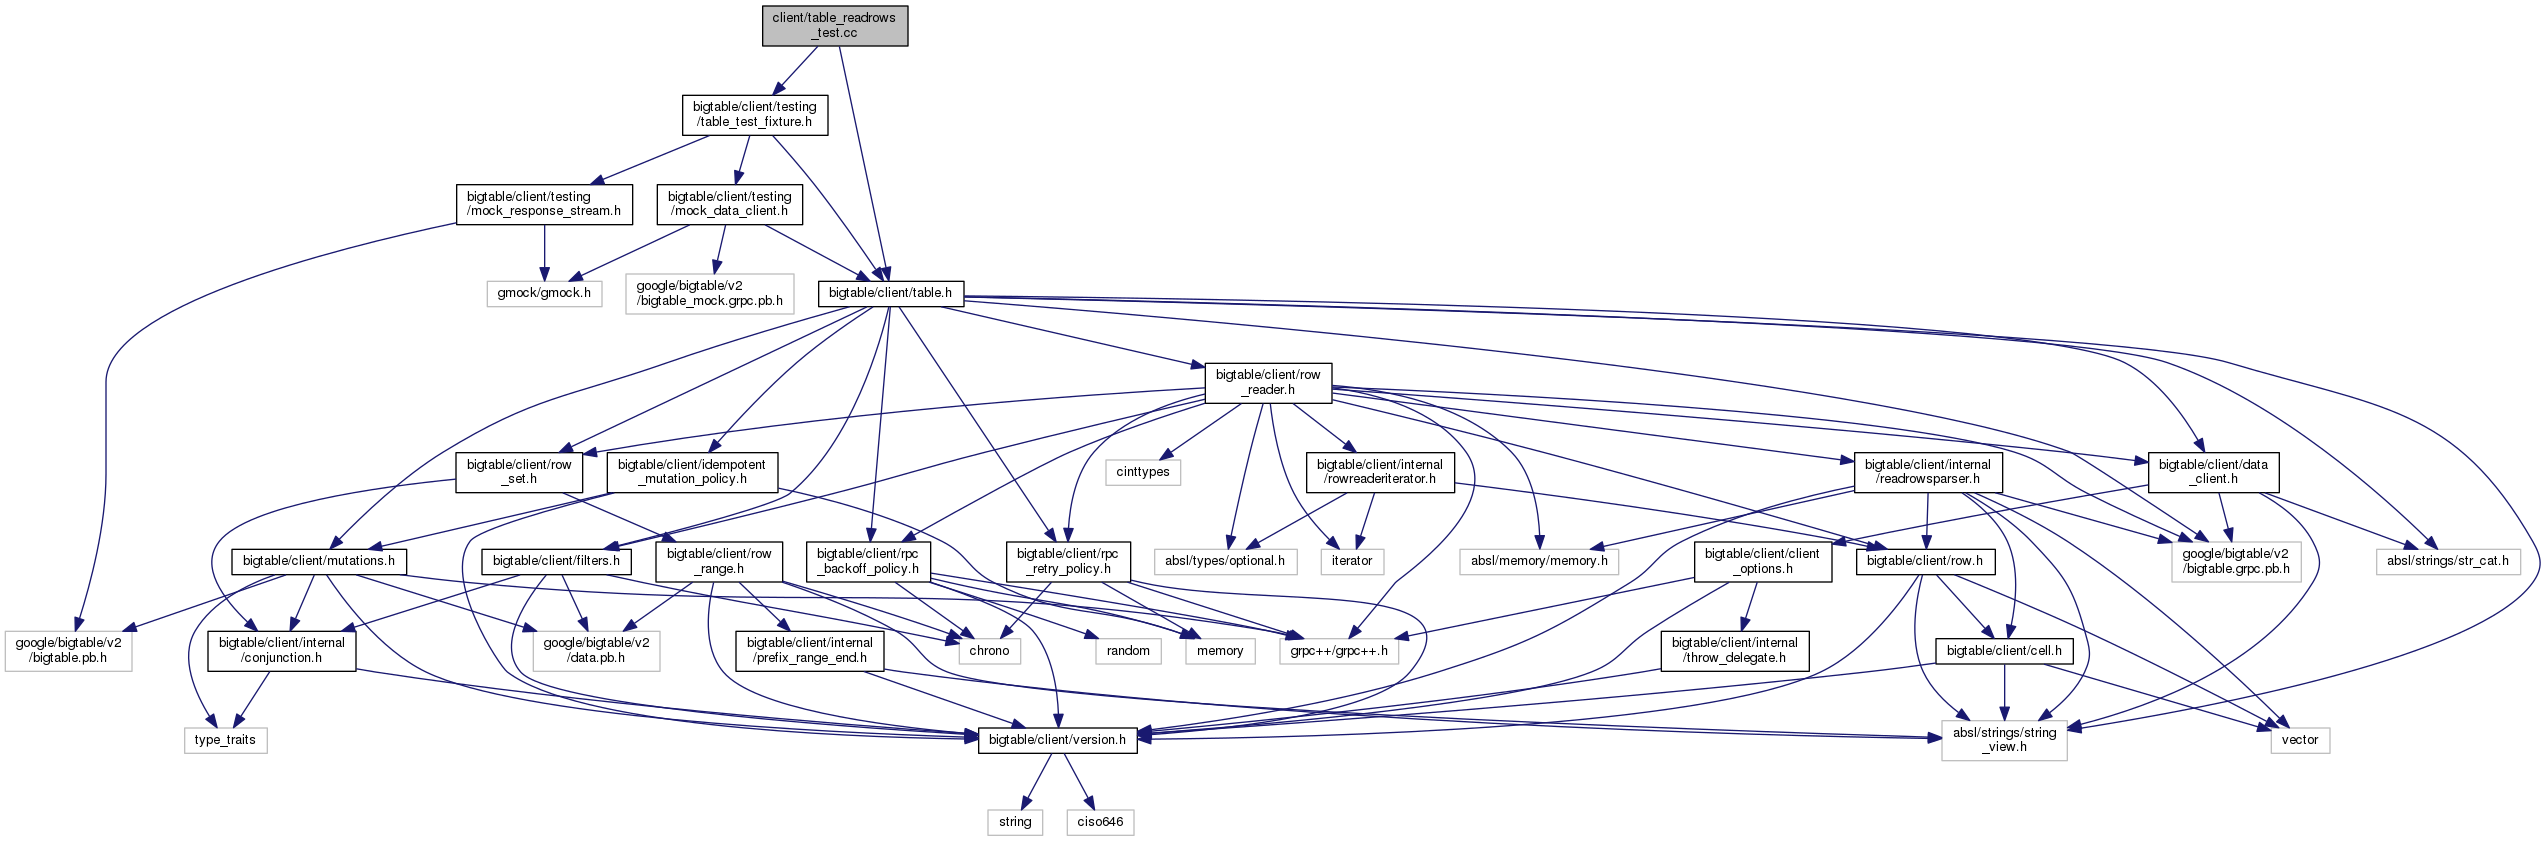 client/table_readrows
_test.cc
bigtable/client/testing
/table_test_fixture.h
bigtable/client/testing
/mock_response_stream.h
bigtable/client/testing
/mock_data_client.h
gmock/gmock.h
google/bigtable/v2
/bigtable_mock.grpc.pb.h
bigtable/client/table.h
bigtable/client/row
_reader.h
bigtable/client/row
_set.h
bigtable/client/idempotent
_mutation_policy.h
cinttypes
bigtable/client/internal
/rowreaderiterator.h
bigtable/client/internal
/readrowsparser.h
bigtable/client/data
_client.h
bigtable/client/mutations.h
bigtable/client/filters.h
bigtable/client/row
_range.h
bigtable/client/rpc
_backoff_policy.h
bigtable/client/rpc
_retry_policy.h
absl/types/optional.h
iterator
absl/memory/memory.h
bigtable/client/client
_options.h
bigtable/client/row.h
google/bigtable/v2
/bigtable.grpc.pb.h
absl/strings/str_cat.h
google/bigtable/v2
/bigtable.pb.h
bigtable/client/internal
/conjunction.h
google/bigtable/v2
/data.pb.h
bigtable/client/internal
/prefix_range_end.h
chrono
random
memory
grpc++/grpc++.h
bigtable/client/internal
/throw_delegate.h
bigtable/client/cell.h
type_traits
bigtable/client/version.h
absl/strings/string
_view.h
vector
string
ciso646